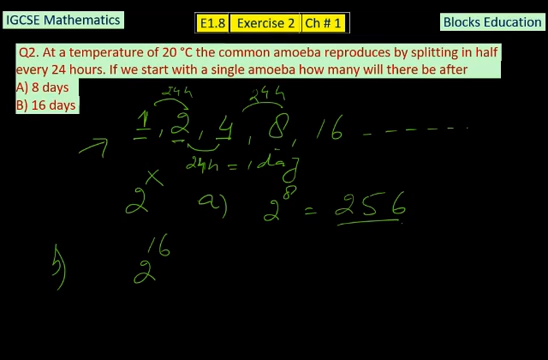 IGCSE Mathematics
E1.8 Exercise 2 Ch # 1
Blocks Education
Q2. At a temperature of 20 °C the common amoeba reproduces by splitting in half
every 24 hours. If we start with a single amoeba how many will there be after
A) 8 days
B) 16 days
24h 24h
1, 2, 4, 8, 16 -------
24h = 1 day
2^x a) 2^8 = 256
b) 2^16